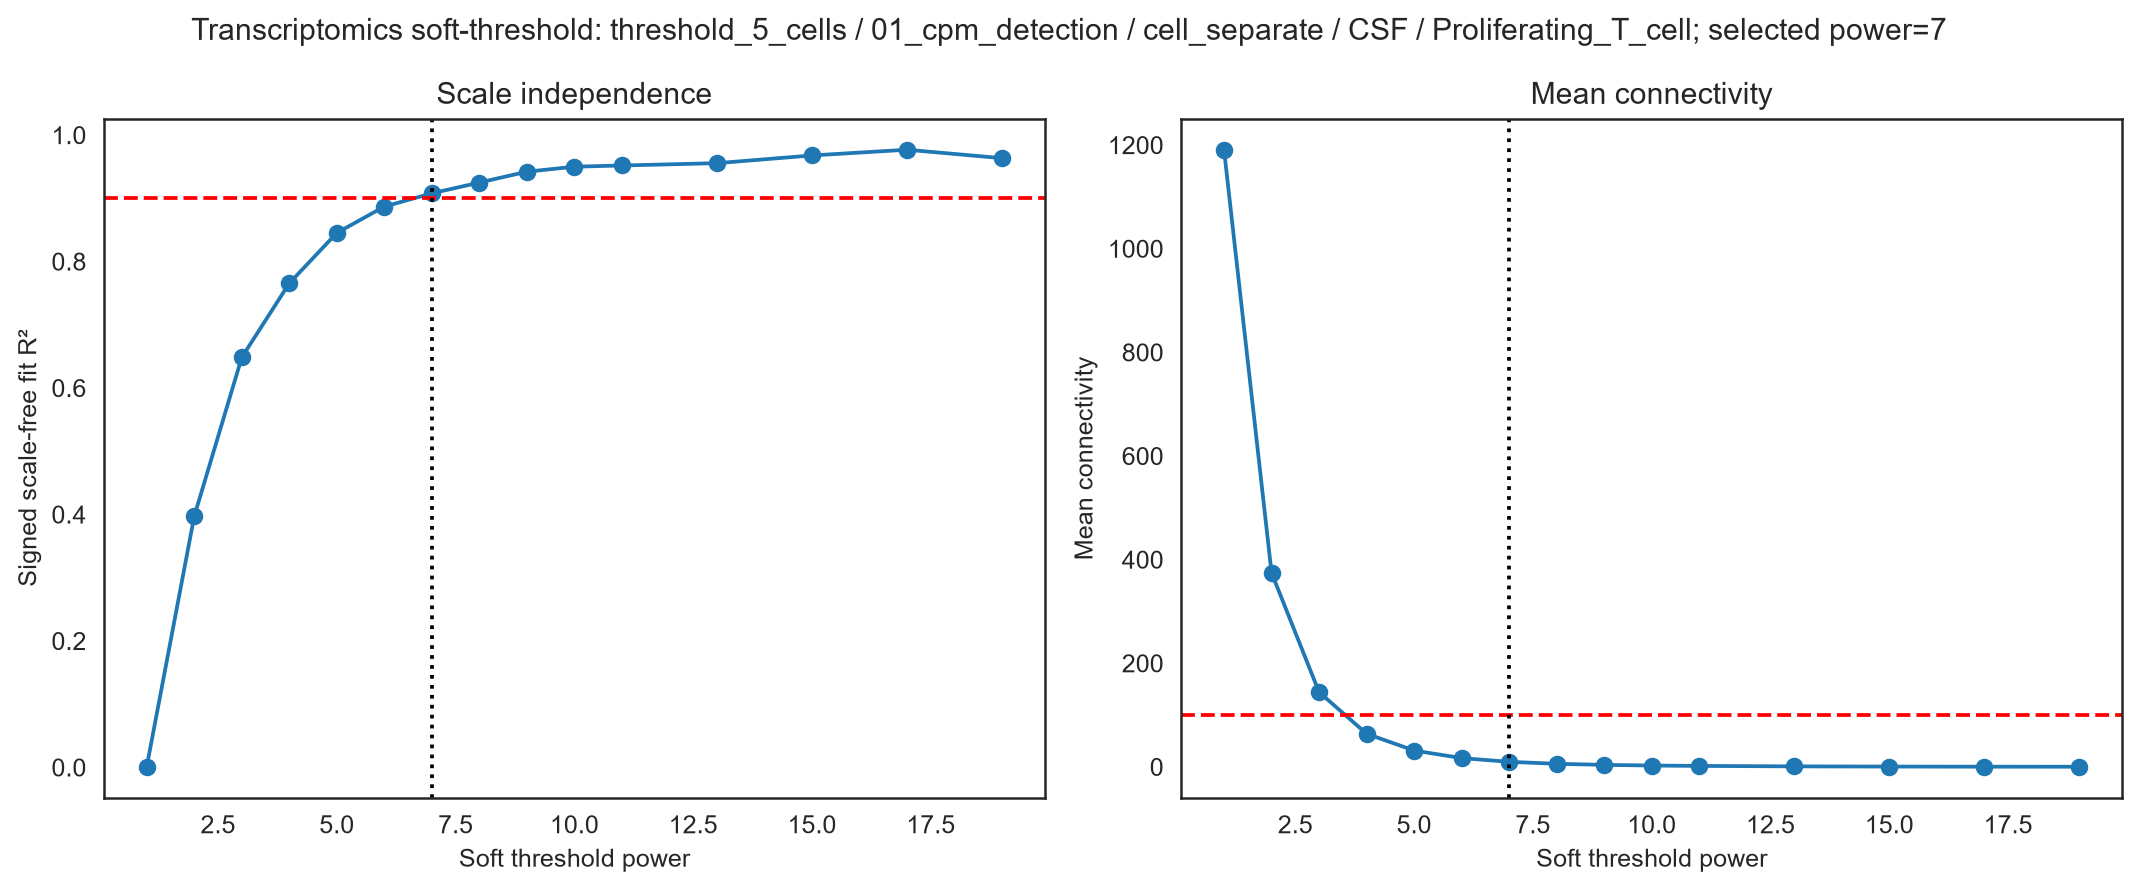 Transcriptomics soft-threshold: threshold_5_cells / 01_cpm_detection / cell_separate / CSF / Proliferating_T_cell; selected power=7
Scale independence
Signed scale-free fit R²
1.0
0.8
0.6
0.4
0.2
0.0
2.5 5.0 7.5 10.0 12.5 15.0 17.5
Soft threshold power
Mean connectivity
Mean connectivity
1200
1000
800
600
400
200
0
2.5 5.0 7.5 10.0 12.5 15.0 17.5
Soft threshold power